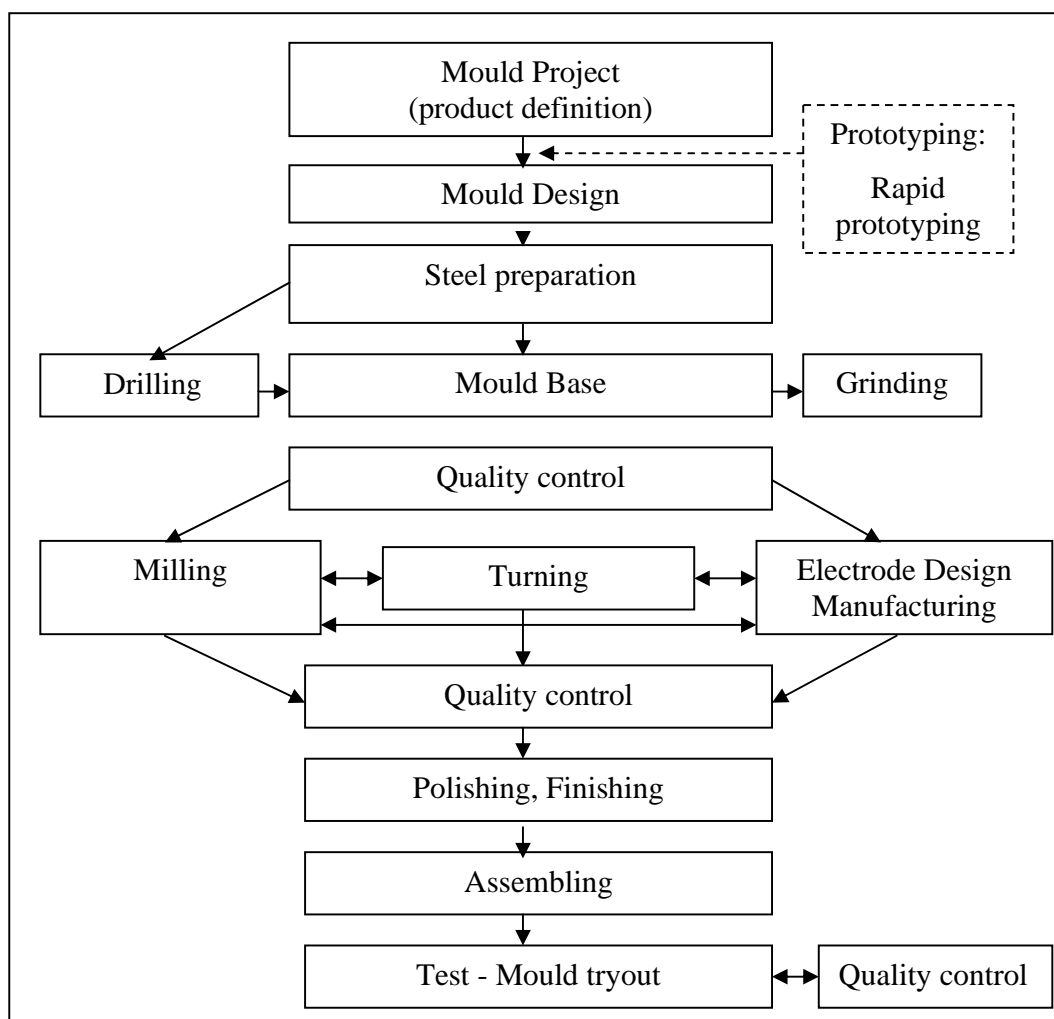 Mould Project
(product definition)
Prototyping:
Rapid
prototyping
Mould Design
Steel preparation
Drilling
Mould Base
Grinding
Quality control
Milling
Turning
Electrode Design
Manufacturing
Quality control
Polishing, Finishing
Assembling
Test - Mould tryout
Quality control